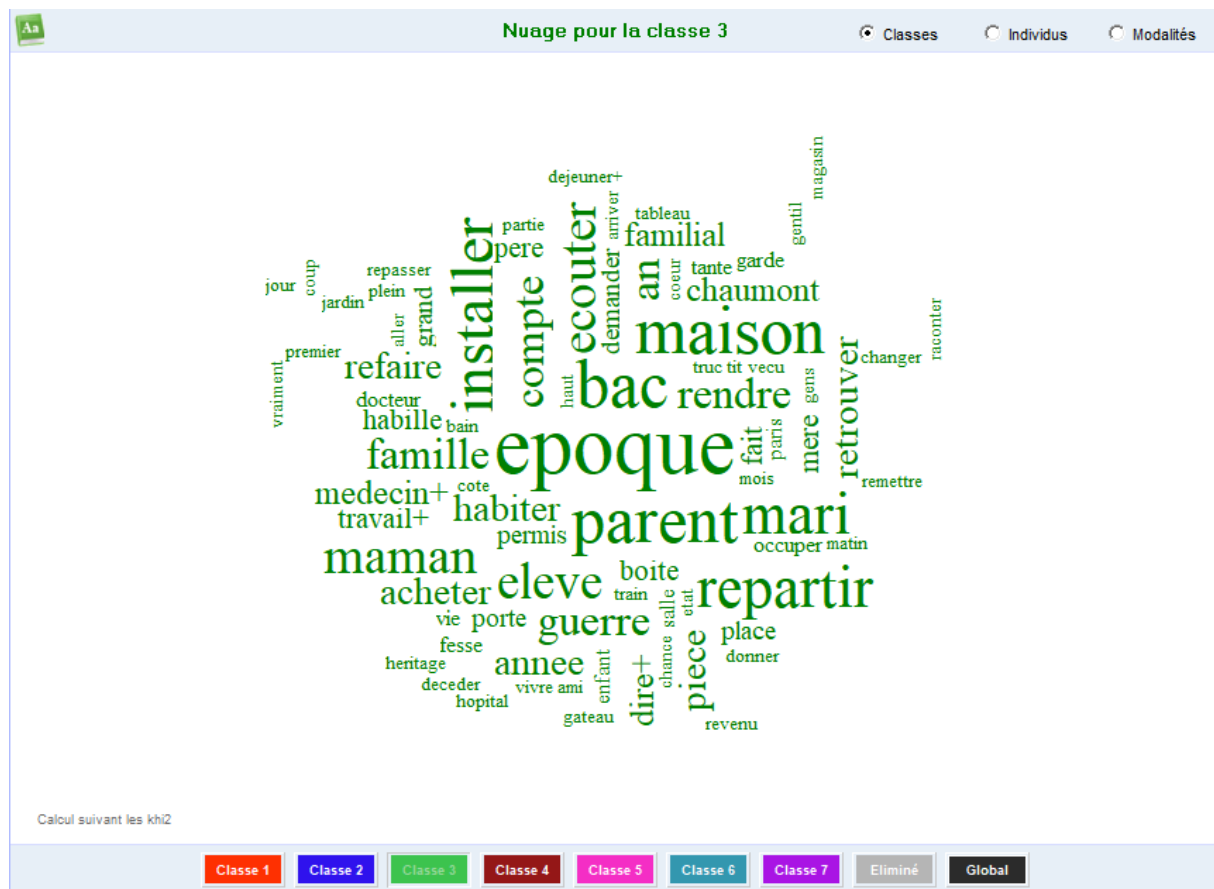 Aa
Nuage pour la classe 3
Classes
Individus
Modalités
magasin
dejeuner+
arriver
tableau
gentil
partie
ecouter
familial
installer
pere
demander
an
coeur
tante
garde
jour
coup
repasser
jardin
plein
grand
compte
chaumont
aller
maison
raconter
premier
vraiment
refaire
haut
bac
truc tit vecu
rendre
gens
retrouver
changer
docteur
habille
bain
famille
epoque
fait
paris
mere
mois
remettre
medecin+
cote
travail+
habiter
permis
parent
mari
occuper
matin
maman
acheter
eleve
boite
train
salle
etat
repartir
vie
porte
guerre
chance
piece
place
fesse
heritage
annee
enfant
dire+
donner
deceder
vivre ami
hopital
gateau
revenu
Calcul suivant les khi2
Classe 1
Classe 2
Classe 3
Classe 4
Classe 5
Classe 6
Classe 7
Eliminé
Global